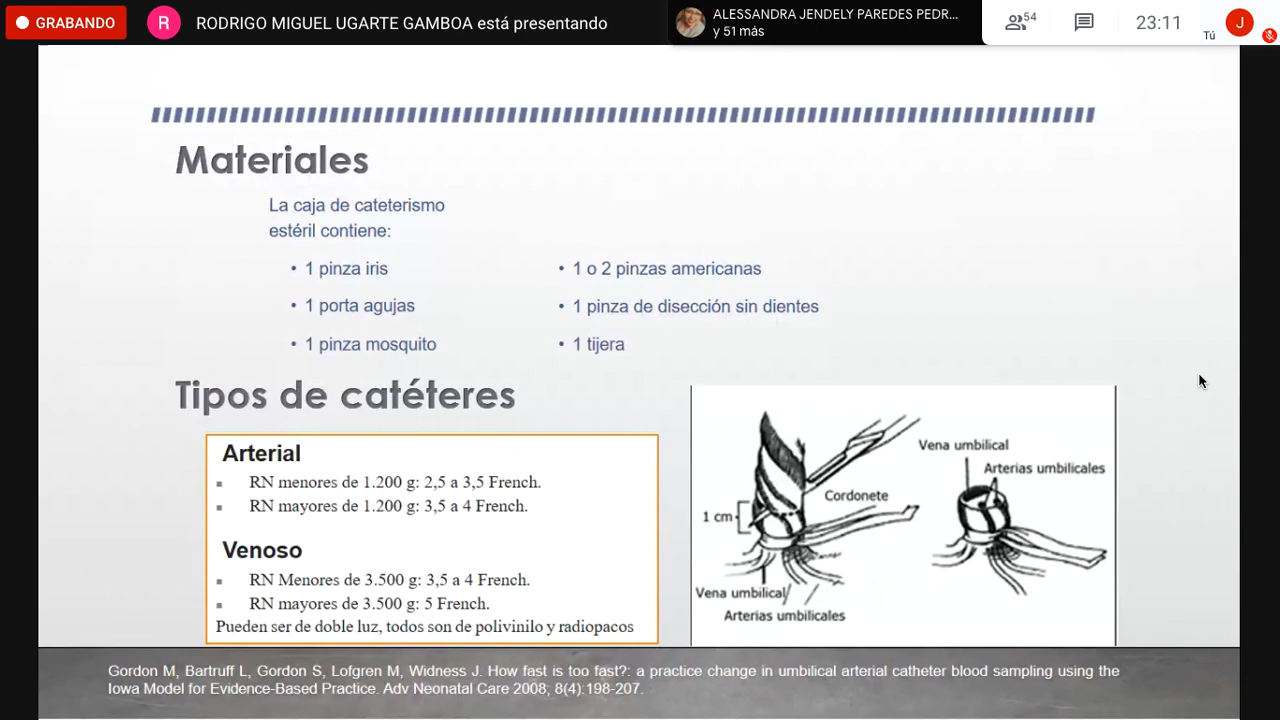 GRABANDO
R
RODRIGO MIGUEL UGARTE GAMBOA está presentando
ALESSANDRA JENDELY PAREDES PEDR...
y 51 más
54
23:11
Tú
J
Materiales
La caja de cateterismo
estéril contiene:
• 1 pinza iris
• 1 porta agujas
• 1 pinza mosquito
• 1 o 2 pinzas americanas
• 1 pinza de disección sin dientes
• 1 tijera
Tipos de catéteres
Arterial
▪ RN menores de 1.200 g: 2,5 a 3,5 French.
▪ RN mayores de 1.200 g: 3,5 a 4 French.
Venoso
▪ RN Menores de 3.500 g: 3,5 a 4 French.
▪ RN mayores de 3.500 g: 5 French.
Pueden ser de doble luz, todos son de polivinilo y radiopacos
Vena umbilical
Arterias umbilicales
Cordonete
1 cm
Vena umbilical
Arterias umbilicales
Gordon M, Bartruff L, Gordon S, Lofgren M, Widness J. How fast is too fast?: a practice change in umbilical arterial catheter blood sampling using the
Iowa Model for Evidence-Based Practice. Adv Neonatal Care 2008; 8(4):198-207.